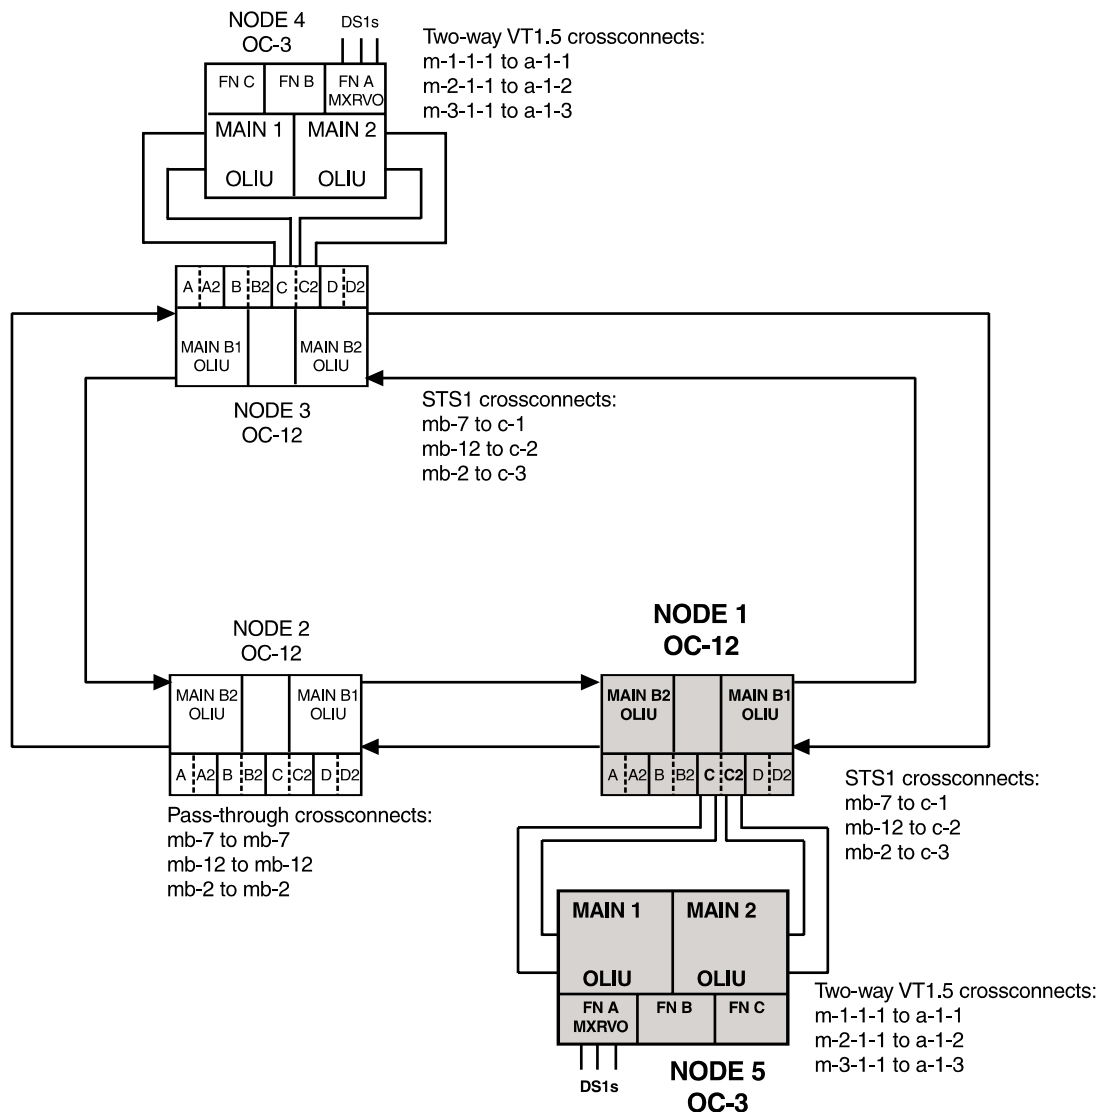 NODE 4
OC-3
DS1s
Two-way VT1.5 crossconnects:
m-1-1-1 to a-1-1
m-2-1-1 to a-1-2
m-3-1-1 to a-1-3
FN C
FN B
FN A
MXRVO
MAIN 1
OLIU
MAIN 2
OLIU
A A2 B B2 C C2 D D2
MAIN B1
OLIU
MAIN B2
OLIU
NODE 3
OC-12
STS1 crossconnects:
mb-7 to c-1
mb-12 to c-2
mb-2 to c-3
NODE 2
OC-12
MAIN B2
OLIU
MAIN B1
OLIU
A A2 B B2 C C2 D D2
Pass-through crossconnects:
mb-7 to mb-7
mb-12 to mb-12
mb-2 to mb-2
NODE 1
OC-12
MAIN B2
OLIU
MAIN B1
OLIU
A A2 B B2 C C2 D D2
STS1 crossconnects:
mb-7 to c-1
mb-12 to c-2
mb-2 to c-3
MAIN 1
OLIU
MAIN 2
OLIU
FN A
MXRVO
FN B
FN C
DS1s
NODE 5
OC-3
Two-way VT1.5 crossconnects:
m-1-1-1 to a-1-1
m-2-1-1 to a-1-2
m-3-1-1 to a-1-3